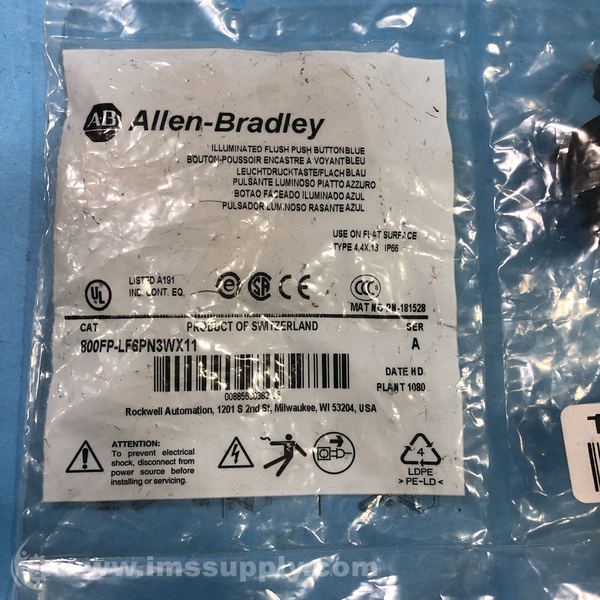 AB Allen-Bradley
ILLUMINATED FLUSH PUSH BUTTON BLUE
BOUTON-POUSSOIR ENCASTRE A VOYANT BLEU
LEUCHTDRUCKTASTE/FLACH BLAU
PULSANTE LUMINOSO PIATTO AZZURO
BOTAO FACEADO ILUMINADO AZUL
PULSADOR LUMINOSO RASANTE AZUL
USE ON FLAT SURFACE
TYPE 4,4X,13 IP66
UL
LISTED A191
IND. CONT. EQ.
CE
MAT NO PN-181528
CAT
PRODUCT OF SWITZERLAND
SER
800FP-LF6PN3WX11
A
DATE HD
PLANT 1080
Rockwell Automation, 1201 S 2nd St, Milwaukee, WI 53204, USA
ATTENTION:
To prevent electrical
shock, disconnect from
power source before
installing or servicing.
4
LDPE
> PE-LD <
www.imssupply.com